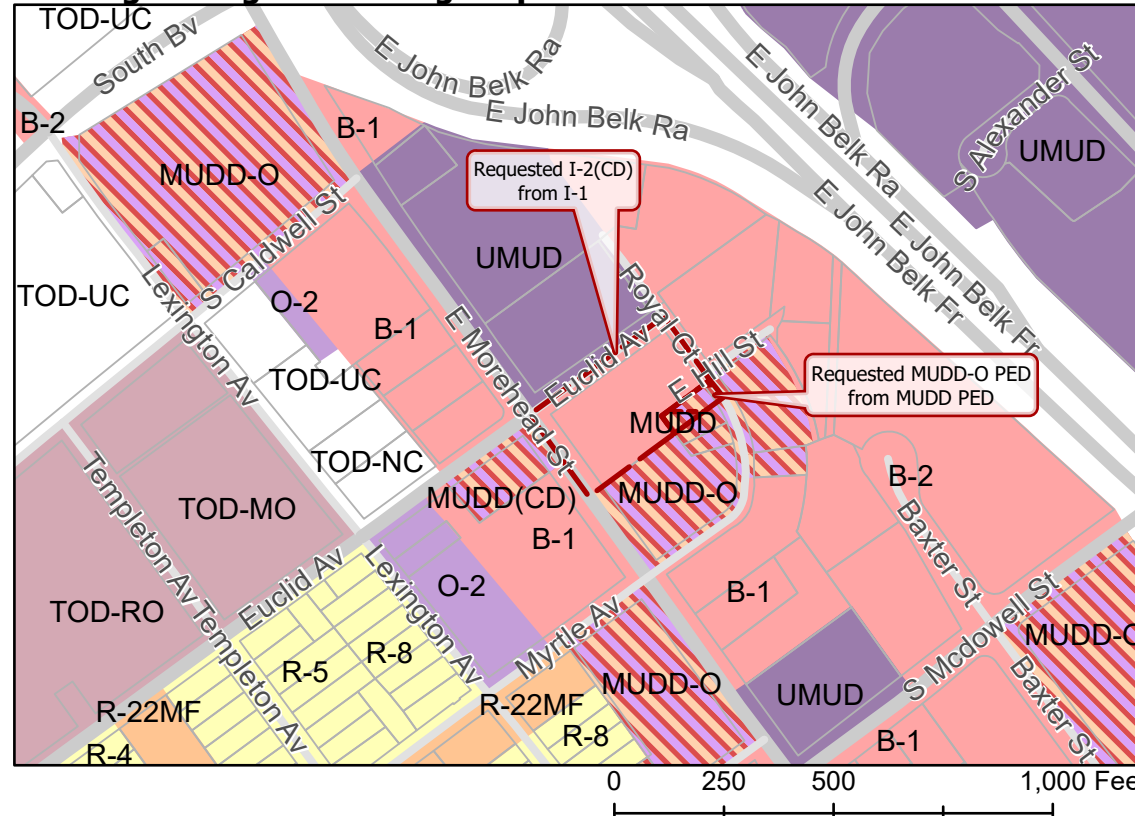 TOD-UC
South Bv
E John Belk Ra
E John Belk Ra
E John Belk Ra
S Alexander St
UMUD
B-2
B-1
MUDD-O
Requested I-2(CD)
from I-1
E John Belk Ra
E John Belk Fr
E John Belk Fr
S Caldwell St
UMUD
Royal Ct
TOD-UC
Lexington Av
O-2
B-1
E Morehead St
Euclid Av
E Hill St
Requested MUDD-O PED
from MUDD PED
TOD-UC
MUDD
TOD-NC
Templeton Av
TOD-MO
MUDD(CD)
MUDD-O
B-2
Baxter St
B-1
Euclid Av
Lexington Av
O-2
B-1
TOD-RO
Templeton Av
Myrtle Av
S Mcdowell St
MUDD-O
R-8
R-5
MUDD-O
UMUD
Baxter St
R-22MF
R-22MF
R-8
R-4
B-1
0 250 500 1,000 Fee